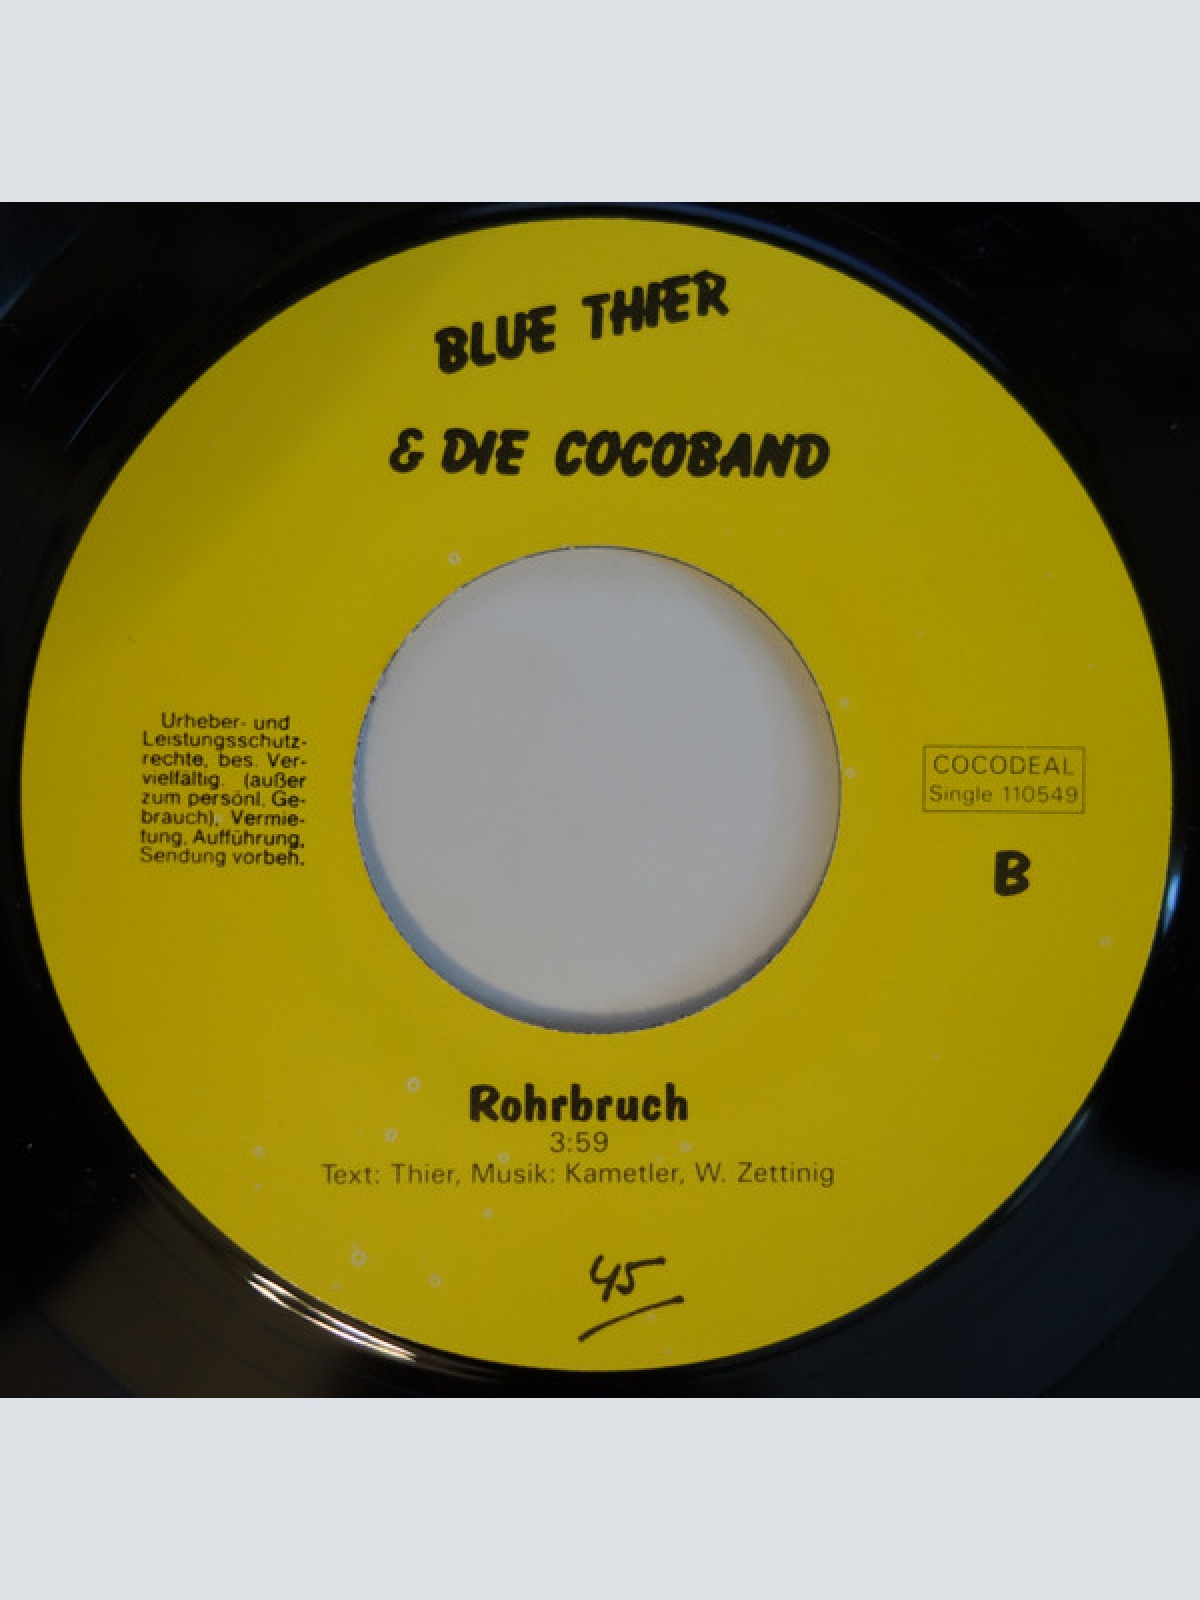 BLUE THIER
& DIE COCOBAND
Urheber- und
Leistungsschutz-
rechte, bes. Ver-
vielfältig. (außer
zum persönl. Ge-
brauch), Vermie-
tung, Aufführung,
Sendung vorbeh.
COCODEAL
Single 110549
B
Rohrbruch
3:59
Text: Thier, Musik: Kametler, W. Zettinig
45